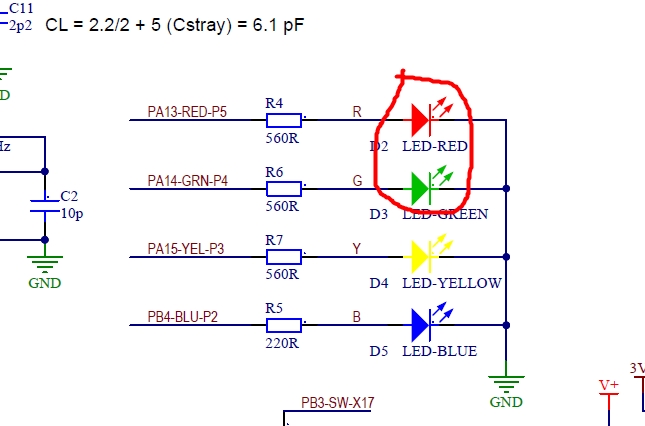 C11
2p2 CL = 2.2/2 + 5 (Cstray) = 6.1 pF
D
PA13-RED-P5 R4 R
560R D2 LED-RED
Hz
PA14-GRN-P4 R6 G
C2
10p
560R D3 LED-GREEN
PA15-YEL-P3 R7 Y
560R D4 LED-YELLOW
GND
PB4-BLU-P2 R5 B
220R D5 LED-BLUE
3V
V+
PB3-SW-X17 GND